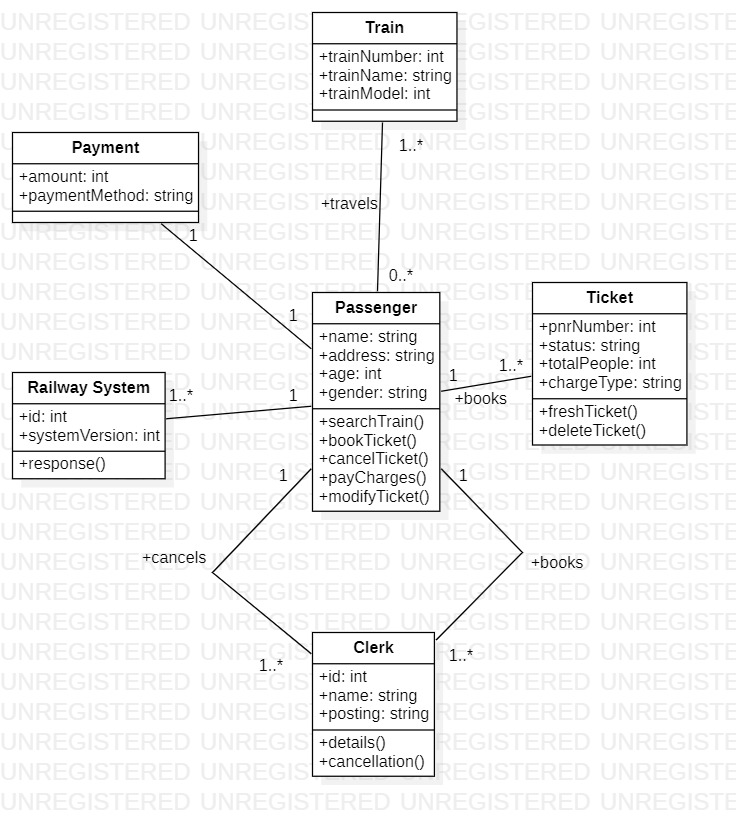 Train
+trainNumber: int
+trainName: string
+trainModel: int
1..*
+travels
0..*
Payment
+amount: int
+paymentMethod: string
1
1
Passenger
+name: string
+address: string
+age: int
+gender: string
+searchTrain()
+bookTicket()
+cancelTicket()
+payCharges()
+modifyTicket()
Ticket
+pnrNumber: int
+status: string
+totalPeople: int
+chargeType: string
+freshTicket()
+deleteTicket()
1
1..*
+books
Railway System
+id: int
+systemVersion: int
+response()
1..*
1
1
1
+cancels
+books
1..*
1..*
Clerk
+id: int
+name: string
+posting: string
+details()
+cancellation()
UNREGISTERED UNREGISTERED UNREGISTERED UNREGISTE